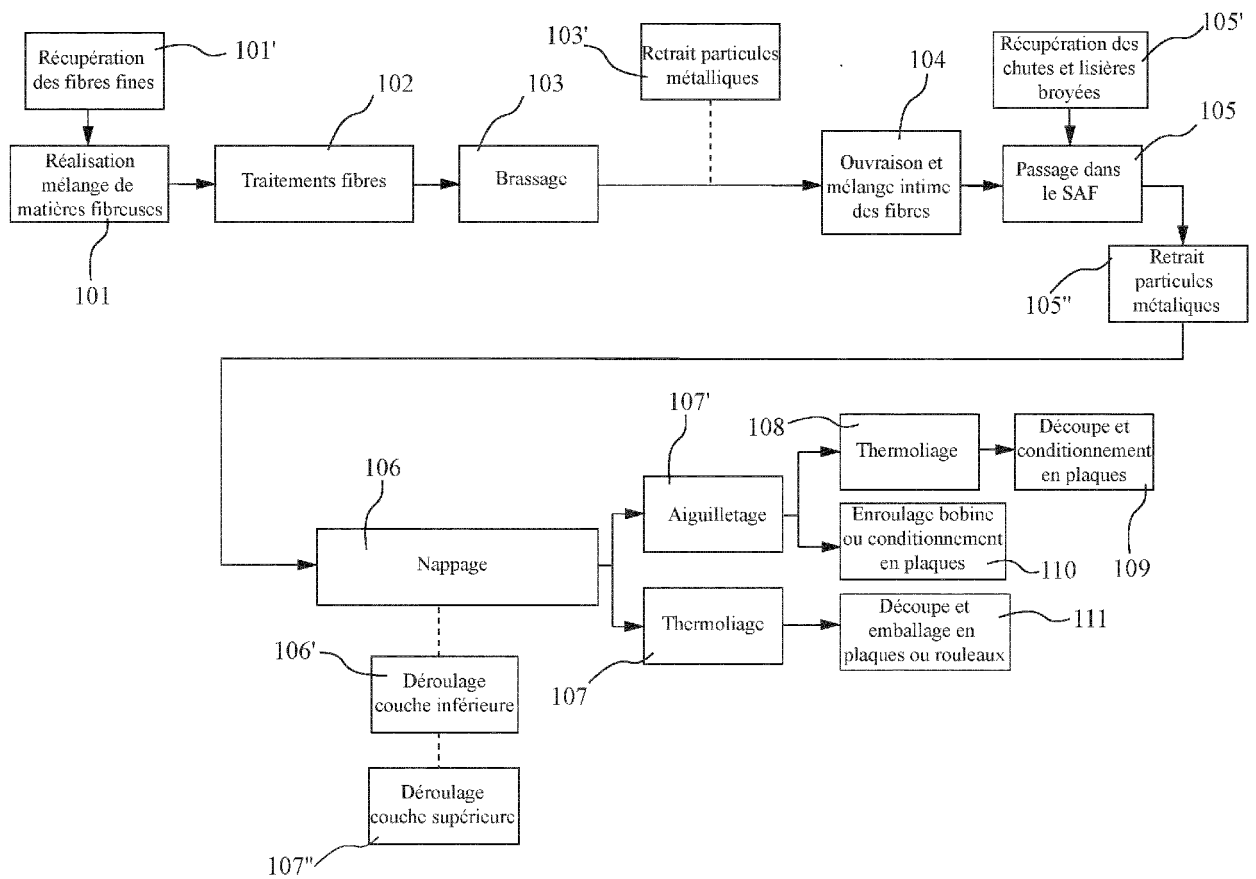 Récupération
des fibres fines
101'
Réalisation
mélange de
matières fibreuses
101
Traitements fibres
102
Brassage
103
Retrait particules
métalliques
103'
Ouvraison et
mélange intime
des fibres
104
Récupération des
chutes et lisières
broyées
105'
Passage dans
le SAF
105
Retrait
particules
métaliques
105"
Nappage
106
Déroulage
couche inférieure
106'
Déroulage
couche supérieure
107"
Aiguilletage
107'
Thermoliage
107
Thermoliage
108
Découpe et
conditionnement
en plaques
109
Enroulage bobine
ou conditionnement
en plaques
110
Découpe et
emballage en
plaques ou rouleaux
111